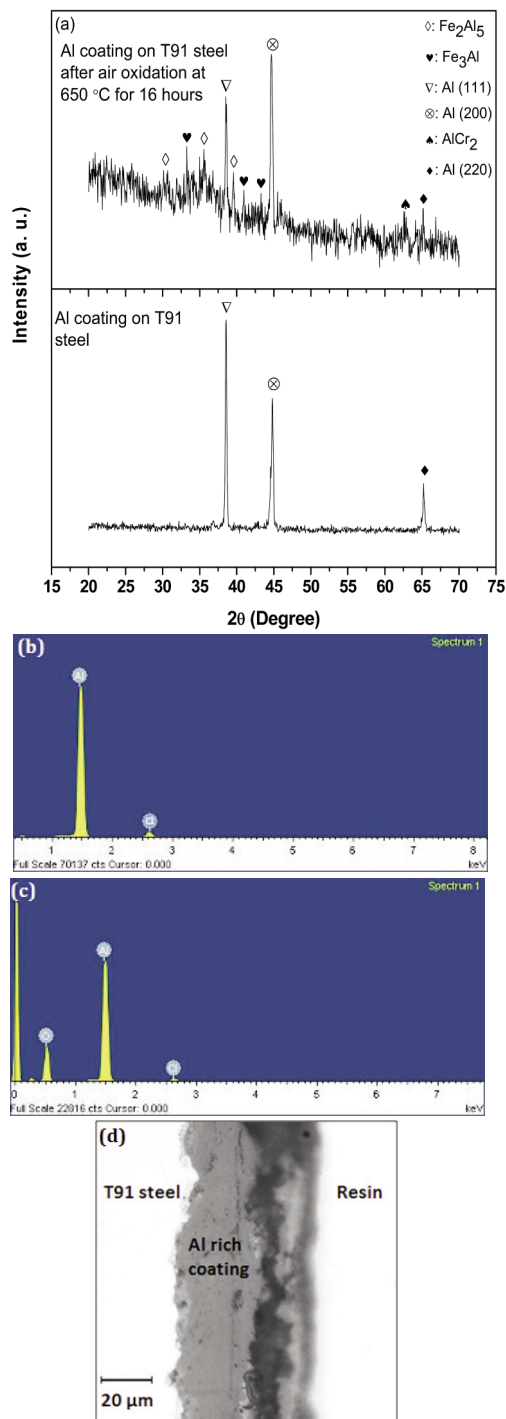 (a)
Al coating on T91 steel
after air oxidation at
650 °C for 16 hours
◊: Fe₂Al₅
♥: Fe₃Al
▽: Al (111)
⊗: Al (200)
♠: AlCr₂
♦: Al (220)
Al coating on T91
steel
Intensity (a. u.)
15 20 25 30 35 40 45 50 55 60 65 70 75
2θ (Degree)
(b)
Spectrum 1
Al
Cl
1 2 3 4 5 6 7 8
Full Scale 70137 cts Cursor: 0.000
keV
(c)
Spectrum 1
Al
O
Cl
0 1 2 3 4 5 6 7
Full Scale 22816 cts Cursor: 0.000
keV
(d)
T91 steel
Resin
Al rich
coating
20 µm